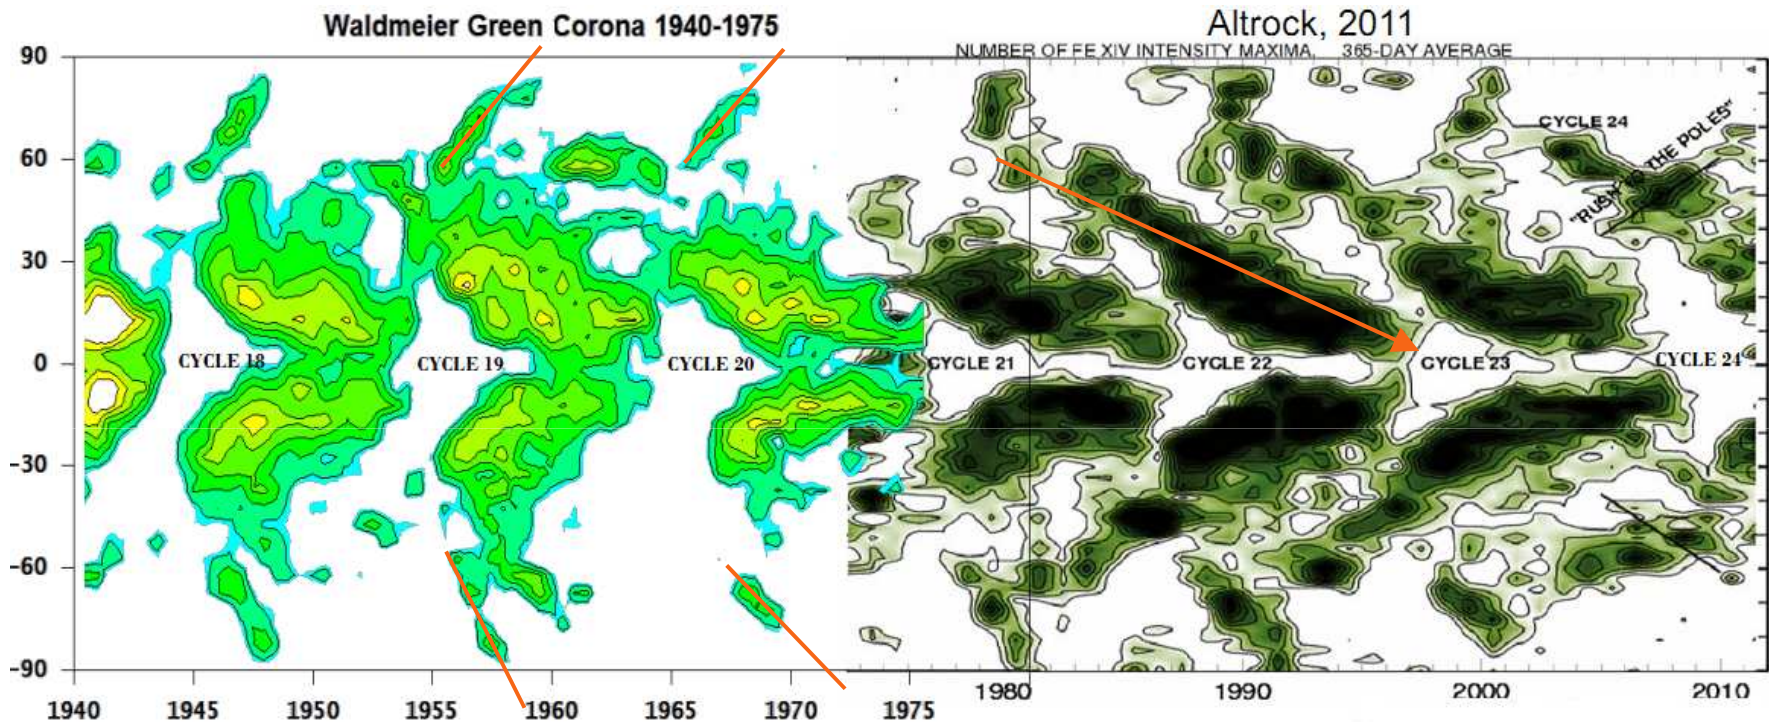 Waldmeier Green Corona 1940-1975
Altrock, 2011
NUMBER OF FE XIV INTENSITY MAXIMA, 365-DAY AVERAGE
90
60
30
0
-30
-60
-90
CYCLE 24
"RUSH TO THE POLES"
CYCLE 18
CYCLE 19
CYCLE 20
CYCLE 21
CYCLE 22
CYCLE 23
CYCLE 24
1940
1945
1950
1955
1960
1965
1970
1975
1980
1990
2000
2010